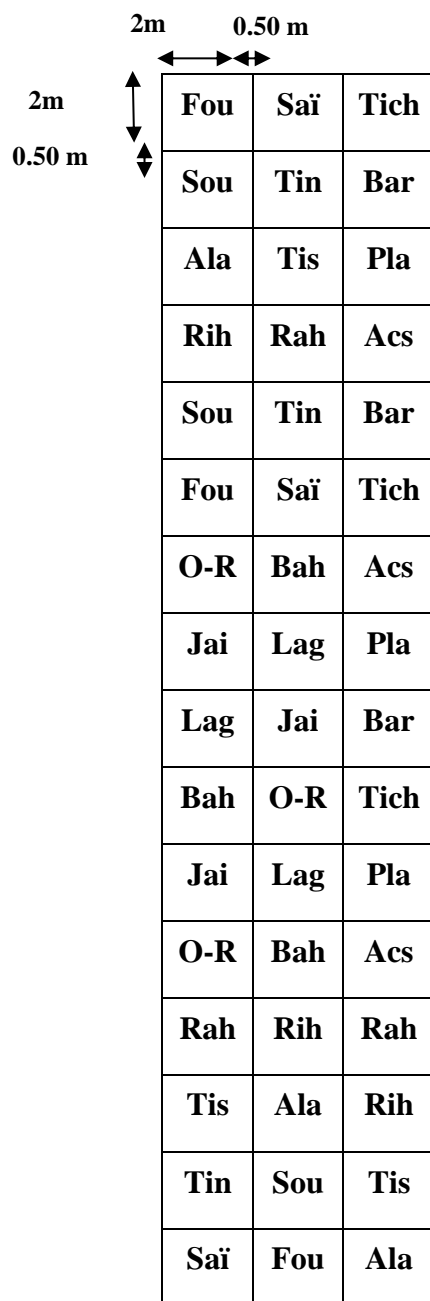 2m 0.50 m
2m
0.50 m
Fou Saï Tich
Sou Tin Bar
Ala Tis Pla
Rih Rah Acs
Sou Tin Bar
Fou Saï Tich
O-R Bah Acs
Jai Lag Pla
Lag Jai Bar
Bah O-R Tich
Jai Lag Pla
O-R Bah Acs
Rah Rih Rah
Tis Ala Rih
Tin Sou Tis
Saï Fou Ala